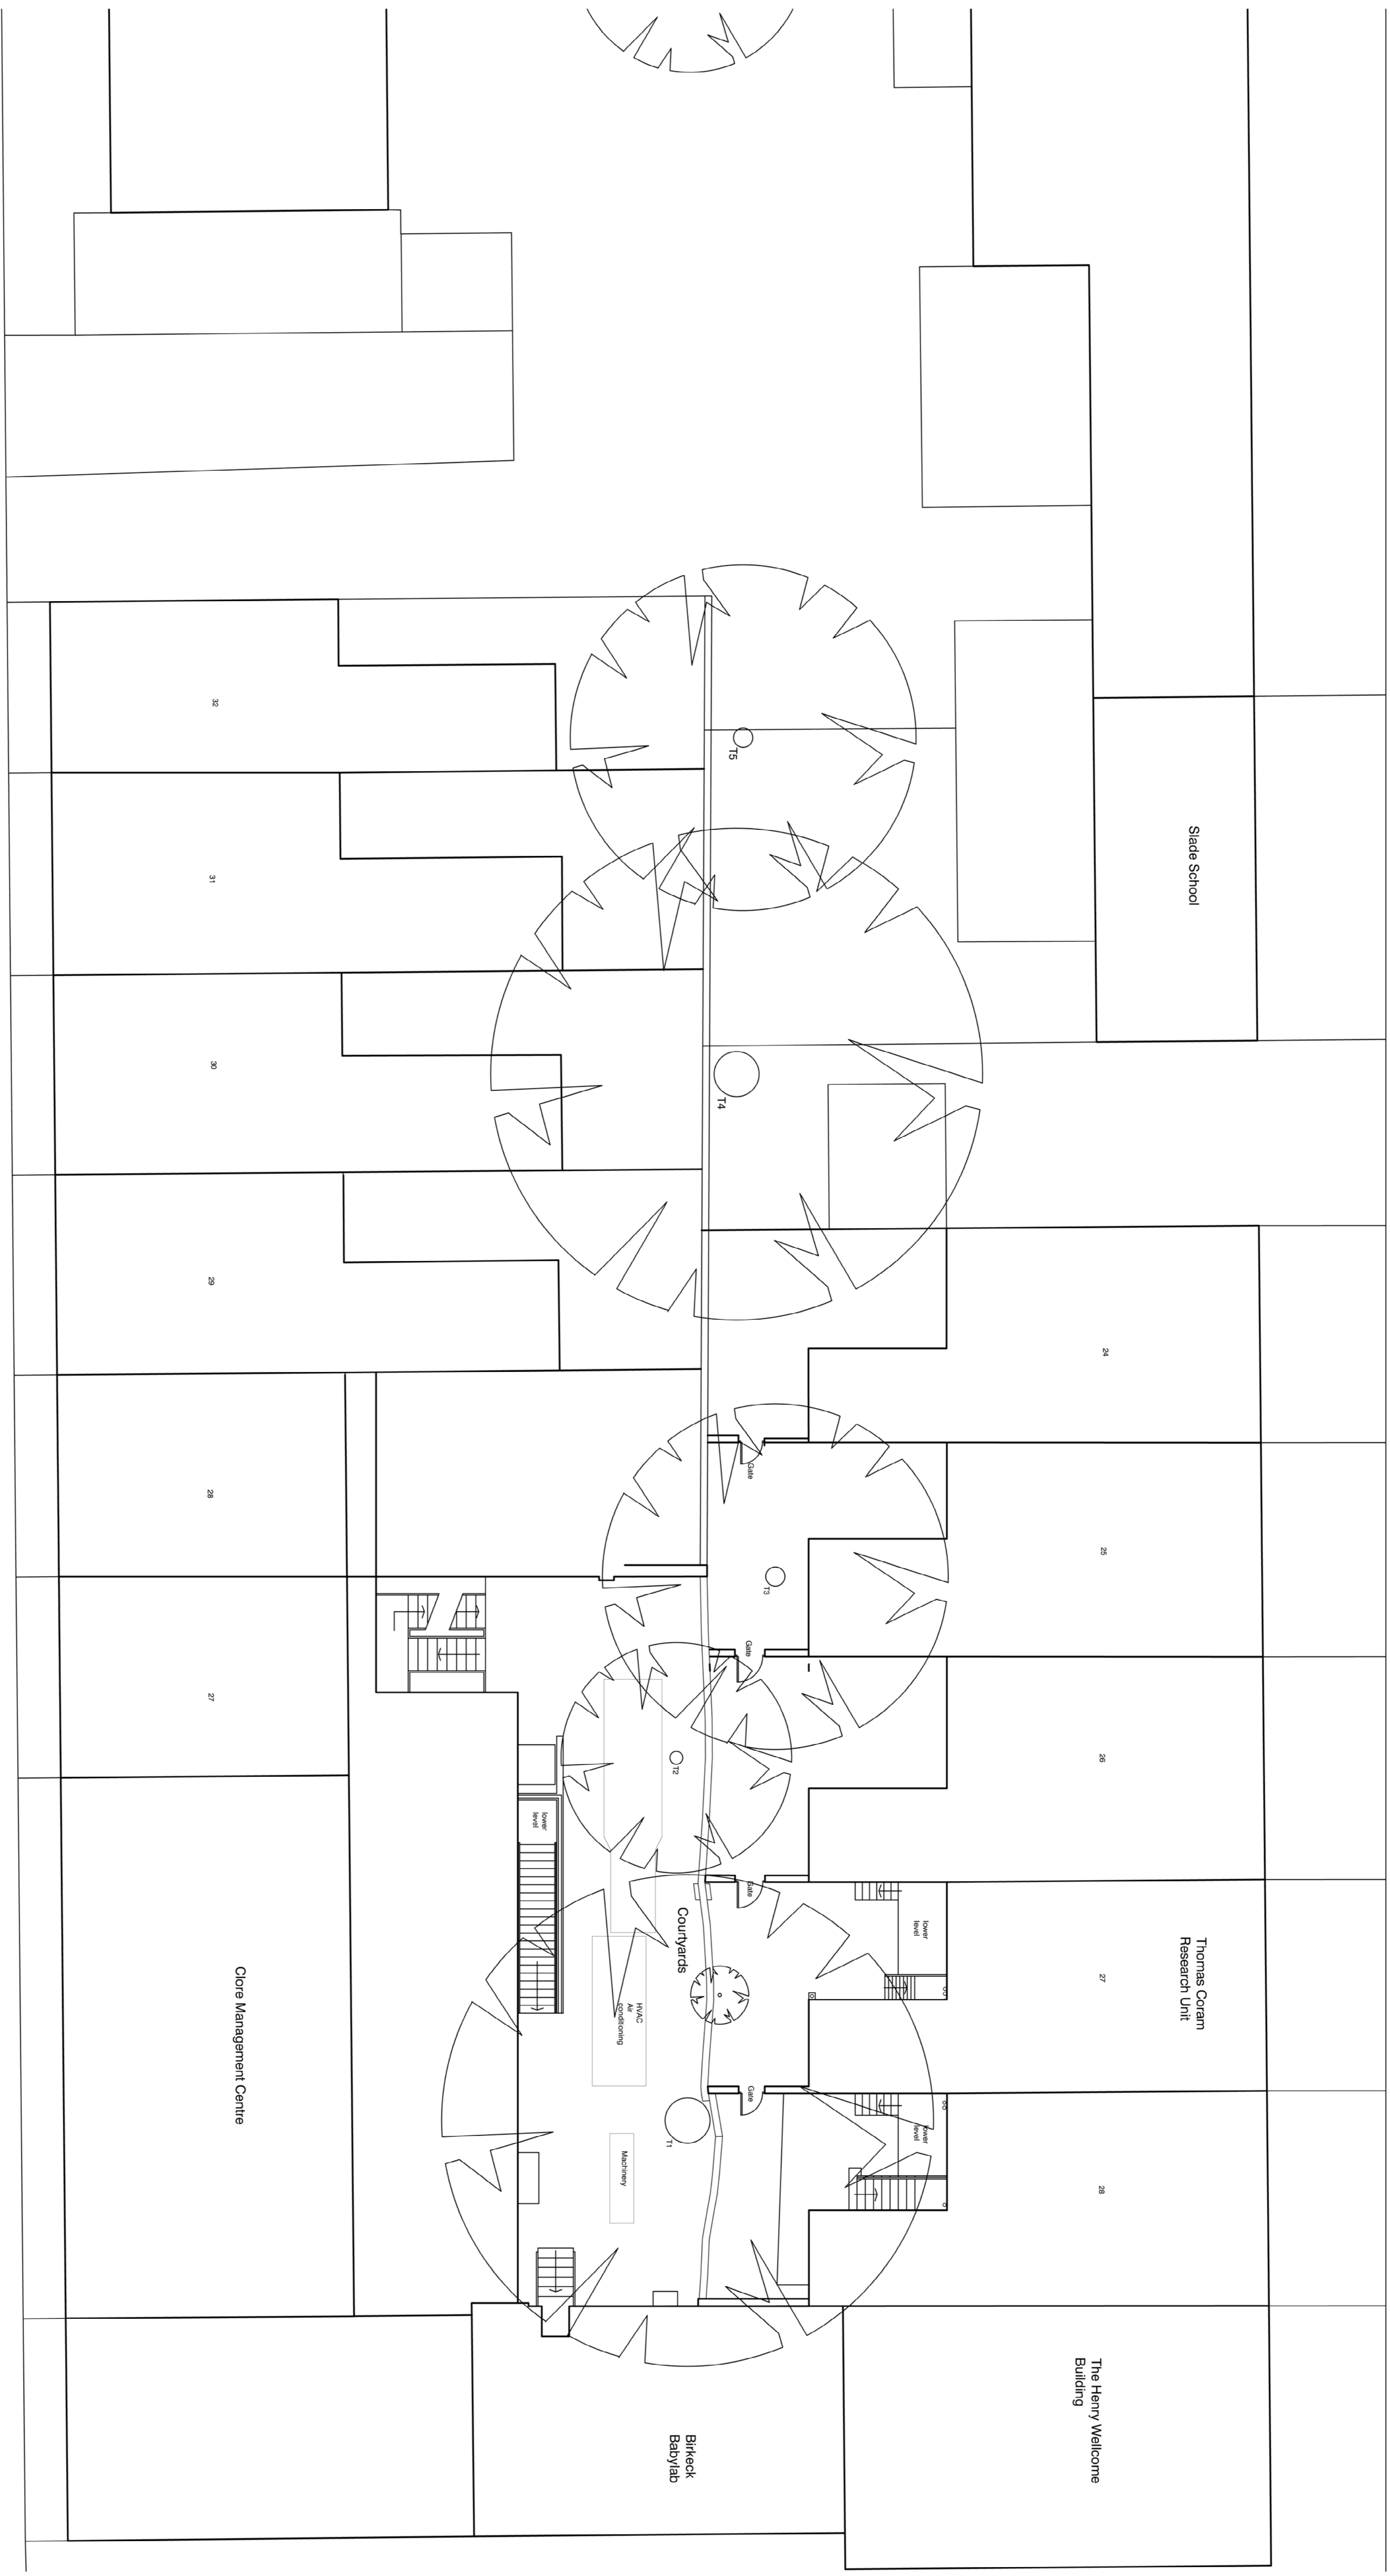 Slade School
32
31
30
29
28
27
T5
T4
24
25
26
27
28
Gate
T3
Gate
T2
Gate
lower
level
lower
level
Courtyards
HVAC
Air
conditioning
Thomas Coram
Research Unit
Clore Management Centre
Gate
lower
level
T1
Machinery
The Henry Wellcome
Building
Birkeck
Babylab